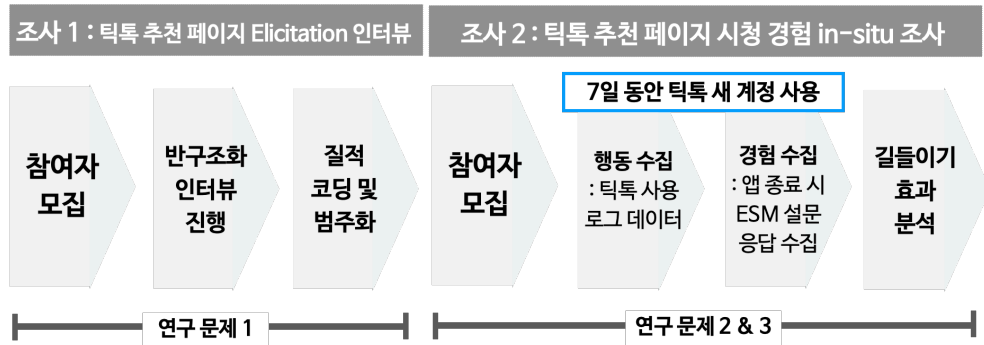 조사 1 : 틱톡 추천 페이지 Elicitation 인터뷰
조사 2 : 틱톡 추천 페이지 시청 경험 in-situ 조사
7일 동안 틱톡 새 계정 사용
참여자
모집
반구조화
인터뷰
진행
질적
코딩 및
범주화
참여자
모집
행동 수집
: 틱톡 사용
로그 데이터
경험 수집
: 앱 종료 시
ESM 설문
응답 수집
길들이기
효과
분석
연구 문제 1
연구 문제 2 & 3